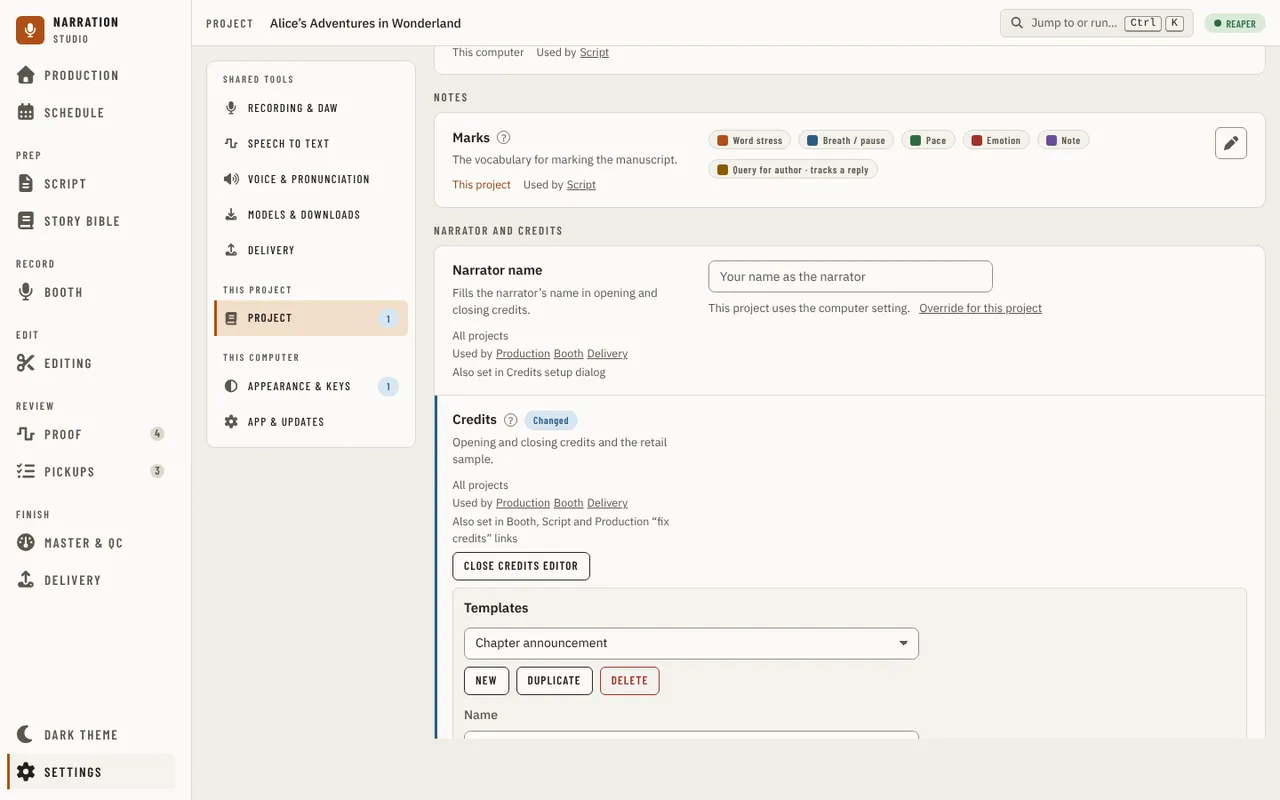 NARRATION
STUDIO
PRODUCTION
SCHEDULE
PREP
SCRIPT
STORY BIBLE
RECORD
BOOTH
EDIT
EDITING
REVIEW
PROOF 4
PICKUPS 3
FINISH
MASTER & QC
DELIVERY
DARK THEME
SETTINGS
PROJECT Alice’s Adventures in Wonderland
Jump to or run... Ctrl K
REAPER
SHARED TOOLS
RECORDING & DAW
SPEECH TO TEXT
VOICE & PRONUNCIATION
MODELS & DOWNLOADS
DELIVERY
THIS PROJECT
PROJECT 1
THIS COMPUTER
APPEARANCE & KEYS 1
APP & UPDATES
This computer Used by Script
NOTES
Marks ?
The vocabulary for marking the manuscript.
This project Used by Script
Word stress Breath / pause Pace Emotion Note
Query for author · tracks a reply
NARRATOR AND CREDITS
Narrator name
Fills the narrator’s name in opening and
closing credits.
All projects
Used by Production Booth Delivery
Also set in Credits setup dialog
Your name as the narrator
This project uses the computer setting. Override for this project
Credits ? Changed
Opening and closing credits and the retail
sample.
All projects
Used by Production Booth Delivery
Also set in Booth, Script and Production “fix
credits” links
CLOSE CREDITS EDITOR
Templates
Chapter announcement
NEW DUPLICATE DELETE
Name